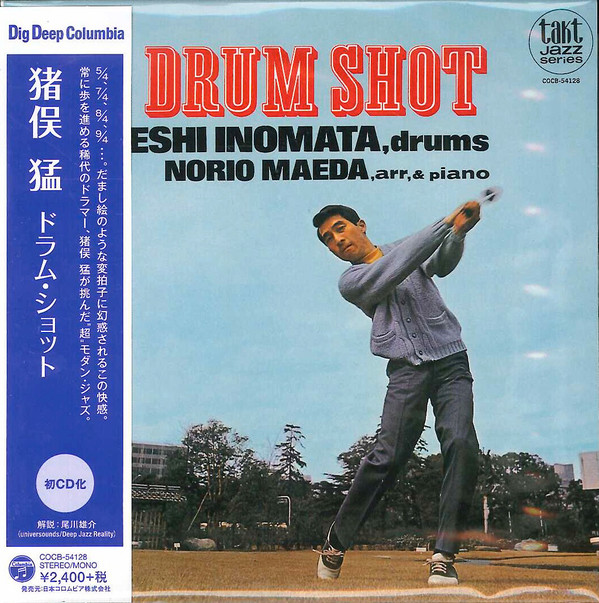 Dig Deep Columbia
猪俣 猛 ドラム・ショット
5/4、7/4、8/4、9/4…。だまし絵のような変拍子に幻惑されるこの快感。
常に歩を進める稀代のドラマー、猪俣 猛が挑んだ"超"モダン・ジャズ。
初CD化
解説：尾川雄介
(universounds/Deep Jazz Reality)
Columbia
COCB-54128
STEREO/MONO
¥2,400+税
発売元:日本コロムビア株式会社
takt
jazz
series
COCB-54128
DRUM SHOT
ESHI INOMATA,drums
NORIO MAEDA,arr,& piano